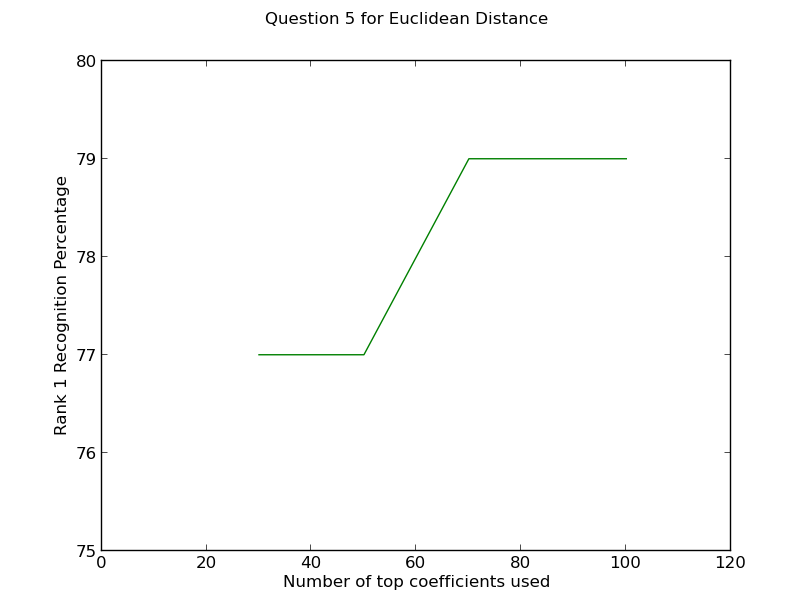 Question 5 for Euclidean Distance
80
79
78
77
76
75
Rank 1 Recognition Percentage
0 20 40 60 80 100 120
Number of top coefficients used